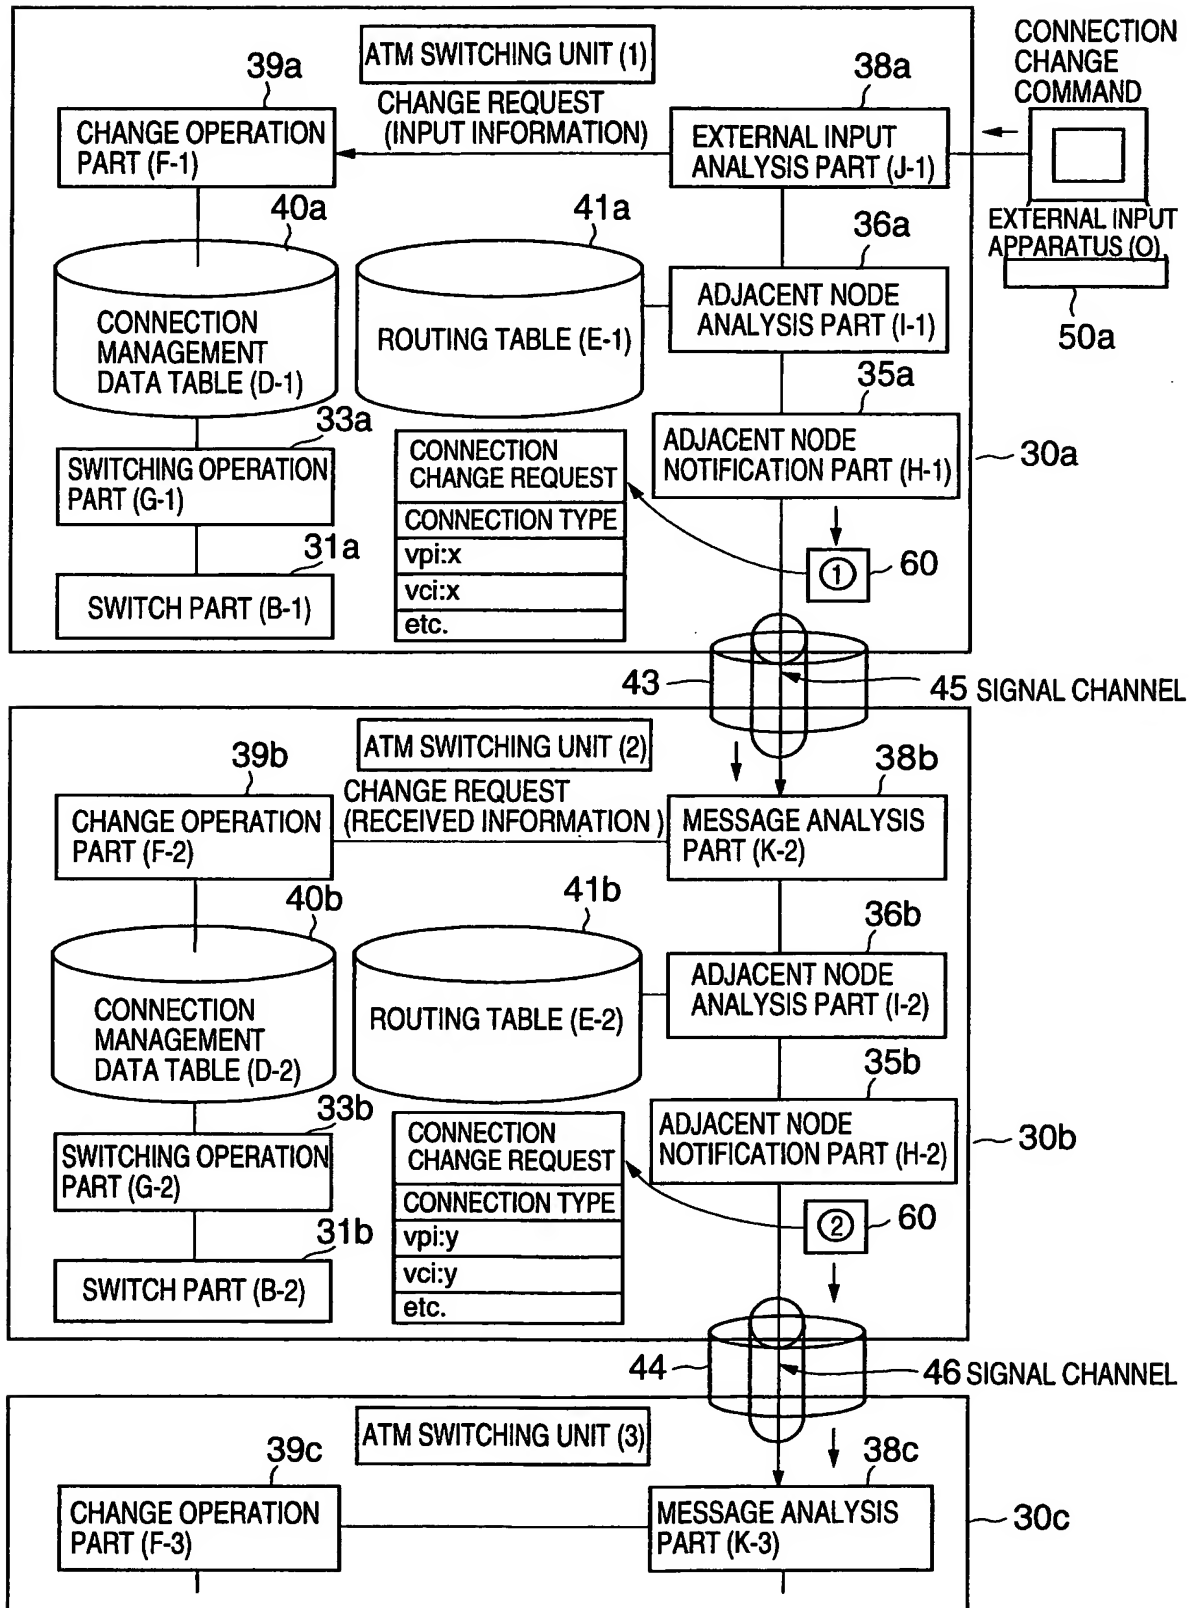 ATM SWITCHING UNIT (1)
CONNECTION
CHANGE
COMMAND
39a
38a
CHANGE REQUEST
(INPUT INFORMATION)
CHANGE OPERATION
PART (F-1)
EXTERNAL INPUT
ANALYSIS PART (J-1)
EXTERNAL INPUT
APPARATUS (O)
50a
40a
41a
36a
CONNECTION
MANAGEMENT
DATA TABLE (D-1)
ROUTING TABLE (E-1)
ADJACENT NODE
ANALYSIS PART (I-1)
33a
35a
SWITCHING OPERATION
PART (G-1)
CONNECTION
CHANGE REQUEST
CONNECTION TYPE
vpi:x
vci:x
etc.
ADJACENT NODE
NOTIFICATION PART (H-1)
30a
31a
SWITCH PART (B-1)
① 60
43
45 SIGNAL CHANNEL
ATM SWITCHING UNIT (2)
39b
38b
CHANGE REQUEST
(RECEIVED INFORMATION )
CHANGE OPERATION
PART (F-2)
MESSAGE ANALYSIS
PART (K-2)
40b
41b
36b
CONNECTION
MANAGEMENT
DATA TABLE (D-2)
ROUTING TABLE (E-2)
ADJACENT NODE
ANALYSIS PART (I-2)
33b
35b
SWITCHING OPERATION
PART (G-2)
CONNECTION
CHANGE REQUEST
CONNECTION TYPE
vpi:y
vci:y
etc.
ADJACENT NODE
NOTIFICATION PART (H-2)
30b
31b
SWITCH PART (B-2)
② 60
44
46 SIGNAL CHANNEL
ATM SWITCHING UNIT (3)
39c
38c
CHANGE OPERATION
PART (F-3)
MESSAGE ANALYSIS
PART (K-3)
30c